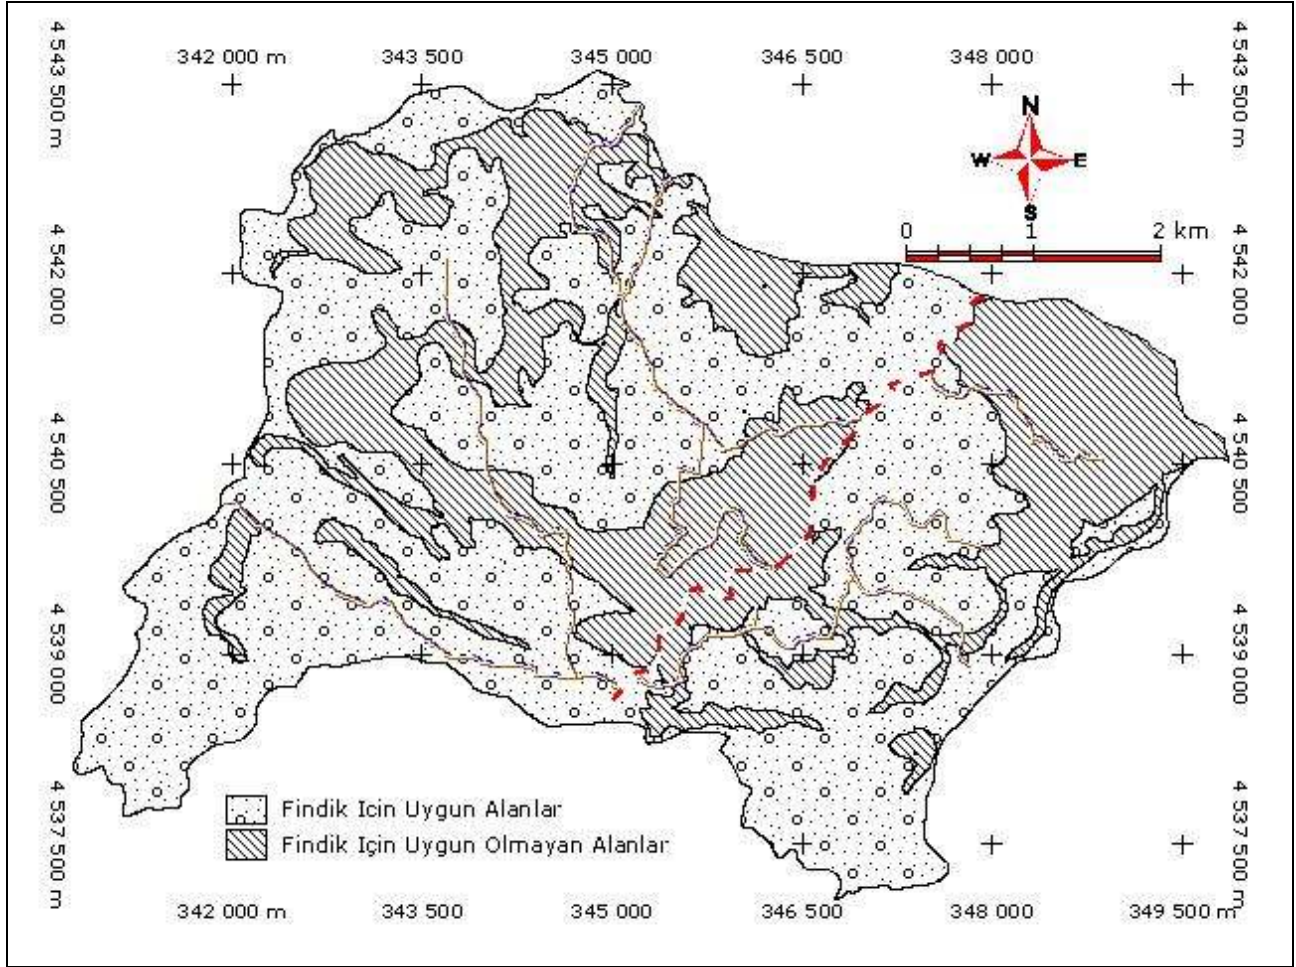 342 000 m 343 500 345 000 346 500 348 000
4 543 500 m
4 542 000
4 540 500
4 539 000
4 537 500 m
4 543 500 m
4 542 000
4 540 500
4 539 000
4 537 500 m
N
W E
S
0 1 2 km
Findik Icin Uygun Alanlar
Findik Için Uygun Olmayan Alanlar
342 000 m 343 500 345 000 346 500 348 000 349 500 m